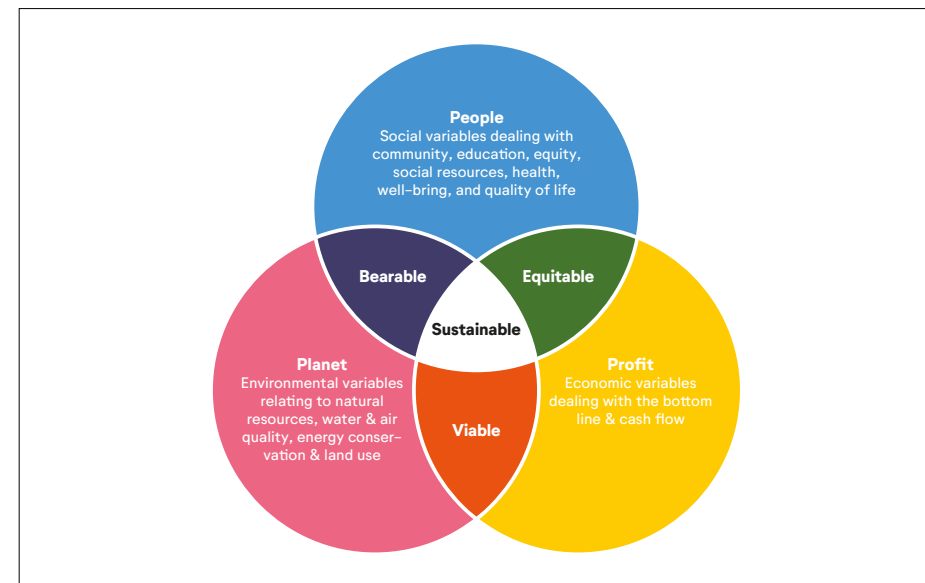 People
Social variables dealing with
community, education, equity,
social resources, health,
well-bring, and quality of life
Bearable
Equitable
Sustainable
Planet
Environmental variables
relating to natural
resources, water & air
quality, energy conser-
vation & land use
Profit
Economic variables
dealing with the bottom
line & cash flow
Viable